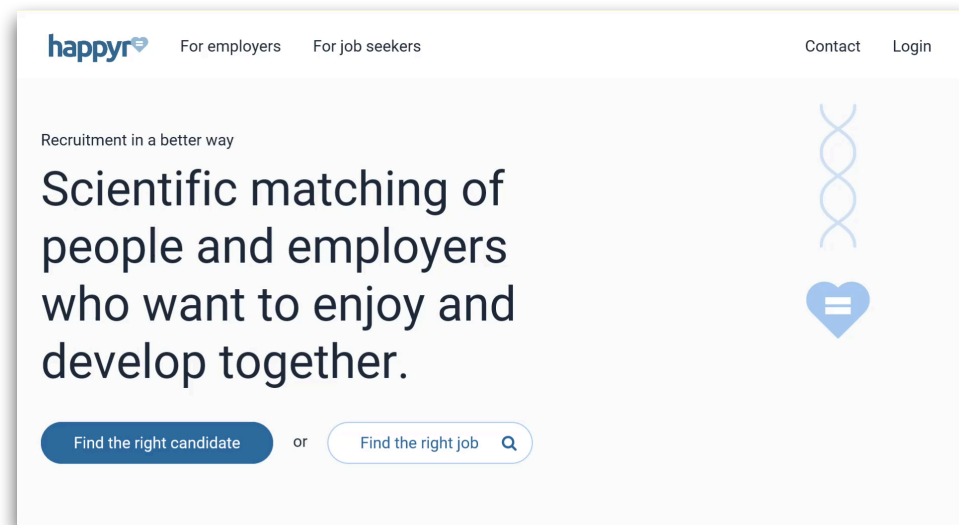 happyr
For employers
For job seekers
Contact
Login
Recruitment in a better way
Scientific matching of
people and employers
who want to enjoy and
develop together.
Find the right candidate
or
Find the right job